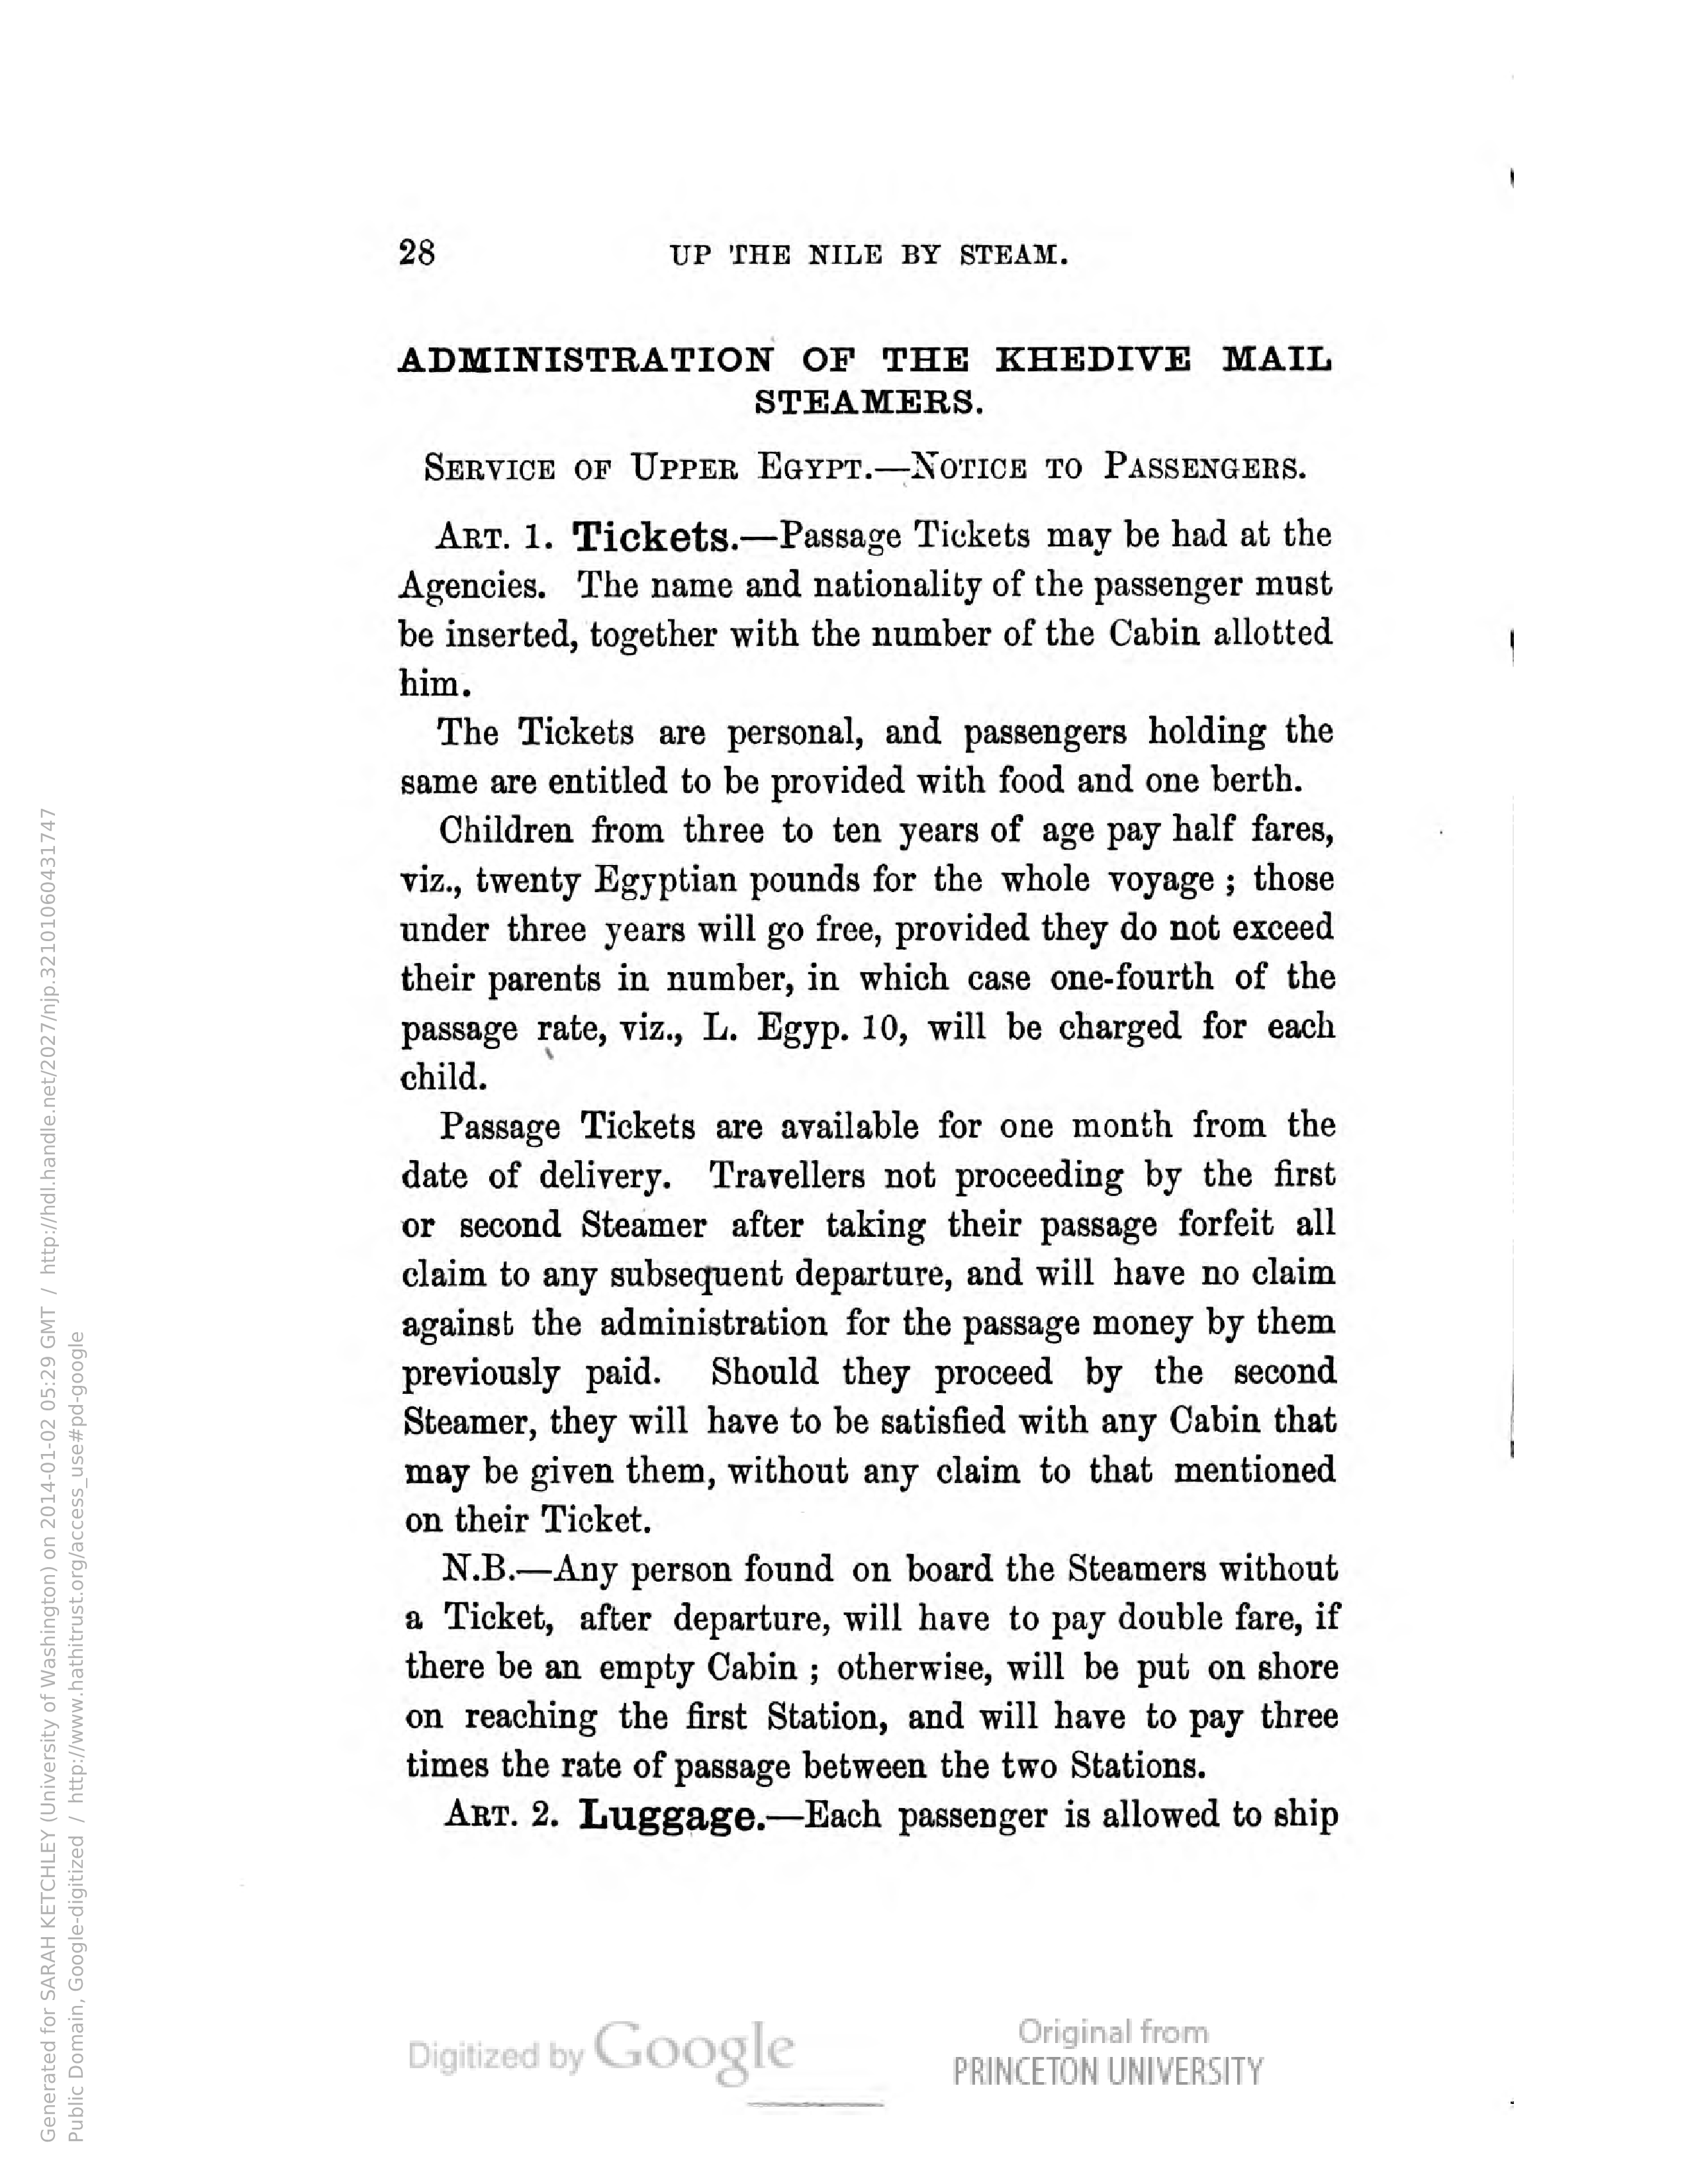 28 UP THE NILE BY STEAM.
ADMINISTRATION OF THE KHEDIVE MAIL
STEAMERS.
SERVICE OF UPPER EGYPT.—NOTICE TO PASSENGERS.
ART. 1. Tickets.—Passage Tickets may be had at the
Agencies. The name and nationality of the passenger must
be inserted, together with the number of the Cabin allotted
him.
The Tickets are personal, and passengers holding the
same are entitled to be provided with food and one berth.
Children from three to ten years of age pay half fares,
viz., twenty Egyptian pounds for the whole voyage ; those
under three years will go free, provided they do not exceed
their parents in number, in which case one-fourth of the
passage rate, viz., L. Egyp. 10, will be charged for each
child.
Passage Tickets are available for one month from the
date of delivery. Travellers not proceeding by the first
or second Steamer after taking their passage forfeit all
claim to any subsequent departure, and will have no claim
against the administration for the passage money by them
previously paid. Should they proceed by the second
Steamer, they will have to be satisfied with any Cabin that
may be given them, without any claim to that mentioned
on their Ticket.
N.B.—Any person found on board the Steamers without
a Ticket, after departure, will have to pay double fare, if
there be an empty Cabin ; otherwise, will be put on shore
on reaching the first Station, and will have to pay three
times the rate of passage between the two Stations.
ART. 2. Luggage.—Each passenger is allowed to ship
Digitized by Google
Original from
PRINCETON UNIVERSITY
Generated for SARAH KETCHLEY (University of Washington) on 2014-01-02 05:29 GMT / http://hdl.handle.net/2027/njp.32101060431747
Public Domain, Google-digitized / http://www.hathitrust.org/access_use#pd-google